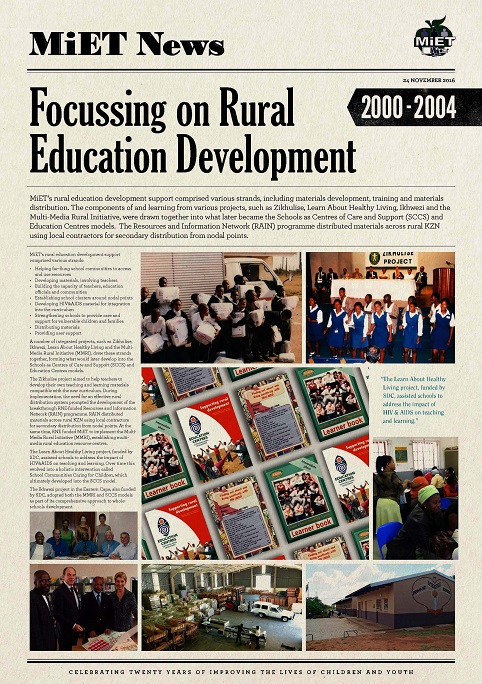 MiET News
MiET
24 NOVEMBER 2016
Focussing on Rural
Education Development
2000 - 2004
MiET's rural education development support comprised various strands, including materials development, training and materials
distribution. The components of and learning from various projects, such as Zikhulise, Learn About Healthy Living, Ikhwezi and the
Multi-Media Rural Initiative, were drawn together into what later became the Schools as Centres of Care and Support (SCCS) and
Education Centres models. The Resources and Information Network (RAIN) programme distributed materials across rural KZN
using local contractors for secondary distribution from nodal points.
MiET's rural education development support
comprised various strands:
• Helping far-flung school communities to access
and use resources
• Developing materials, involving teachers
• Building the capacity of teachers, education
officials and communities
• Establishing school clusters around nodal points
• Developing HIV&AIDS material for integration
into the curriculum
• Strengthening schools to provide care and
support for vulnerable children and families
• Distributing materials
• Providing user support
A number of integrated projects, such as Zikhulise,
Ikhwezi, Learn About Healthy Living and the Multi-
Media Rural Initiative (MMRI), drew these strands
together, forming what would later develop into the
Schools as Centres of Care and Support (SCCS) and
Education Centres models.
The Zikhulise project aimed to help teachers to
develop their own teaching and learning materials
compatible with the new curriculum. During
implementation, the need for an effective rural
distribution system prompted the development of the
breakthrough RNE-funded Resources and Information
Network (RAIN) programme. RAIN distributed
materials across rural KZN using local contractors
for secondary distribution from nodal points. At the
same time, RNE funded MiET to implement the Multi-
Media Rural Initiative (MMRI), establishing multi-
media rural education resource centres.
The Learn About Healthy Living project, funded by
SDC, assisted schools to address the impact of
HIV&AIDS on teaching and learning. Over time this
evolved into a holistic intervention called
School Communities Caring for Children, which
ultimately developed into the SCCS model.
The Ikhwezi project in the Eastern Cape, also funded
by SDC, adopted both the MMRI and SCCS models
as part of its comprehensive approach to whole-
schools development.
ZIKHULISE
PROJECT
"The Learn About Healthy
Living project, funded by
SDC, assisted schools to
address the impact of
HIV & AIDS on teaching
and learning."
Supporting rural
development
EDUCATION
CENTRES
Learner book
CELEBRATING TWENTY YEARS OF IMPROVING THE LIVES OF CHILDREN AND YOUTH